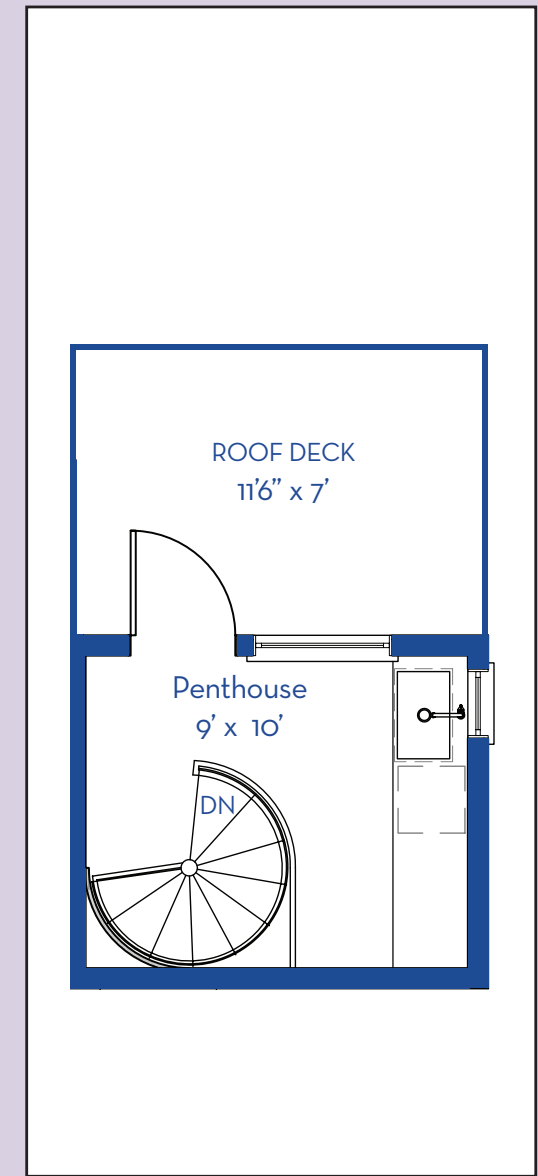 ROOF DECK
11’6” x 7’
Penthouse
9’ x 10’
DN